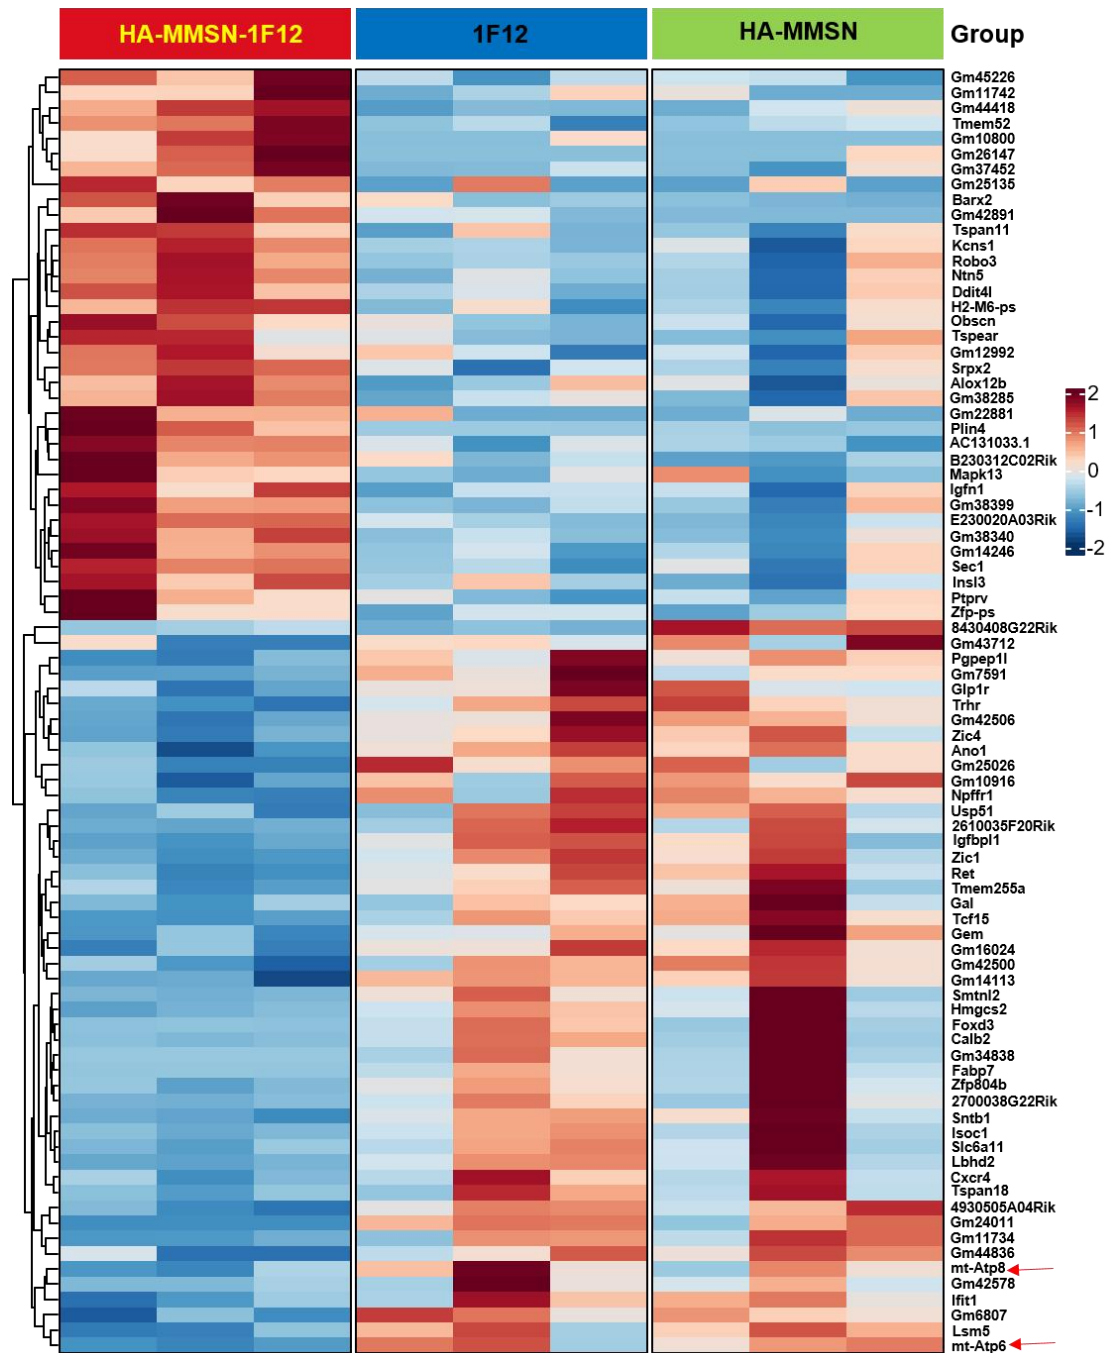 HA-MMSN-1F12 1F12 HA-MMSN Group
Gm45226
Gm11742
Gm44418
Tmem52
Gm10800
Gm26147
Gm37452
Gm25135
Barx2
Gm42891
Tspan11
Kcns1
Robo3
Ntn5
Ddit4l
H2-M6-ps
Obscn
Tspear
Gm12992
Srpx2
Alox12b
Gm38285
Gm22881
Plin4
AC131033.1
B230312C02Rik
Mapk13
Igfn1
Gm38399
E230020A03Rik
Gm38340
Gm14246
Sec1
Insl3
Ptprv
Zfp-ps
8430408G22Rik
Gm43712
Pgpep1l
Gm7591
Glp1r
Trhr
Gm42506
Zic4
Ano1
Gm25026
Gm10916
Npffr1
Usp51
2610035F20Rik
Igfbpl1
Zic1
Ret
Tmem255a
Gal
Tcf15
Gem
Gm16024
Gm42500
Gm14113
Smtnl2
Hmgcs2
Foxd3
Calb2
Gm34838
Fabp7
Zfp804b
2700038G22Rik
Sntb1
Isoc1
Slc6a11
Lbhd2
Cxcr4
Tspan18
4930505A04Rik
Gm24011
Gm11734
Gm44836
mt-Atp8
Gm42578
Ifit1
Gm6807
Lsm5
mt-Atp6
2
1
0
-1
-2